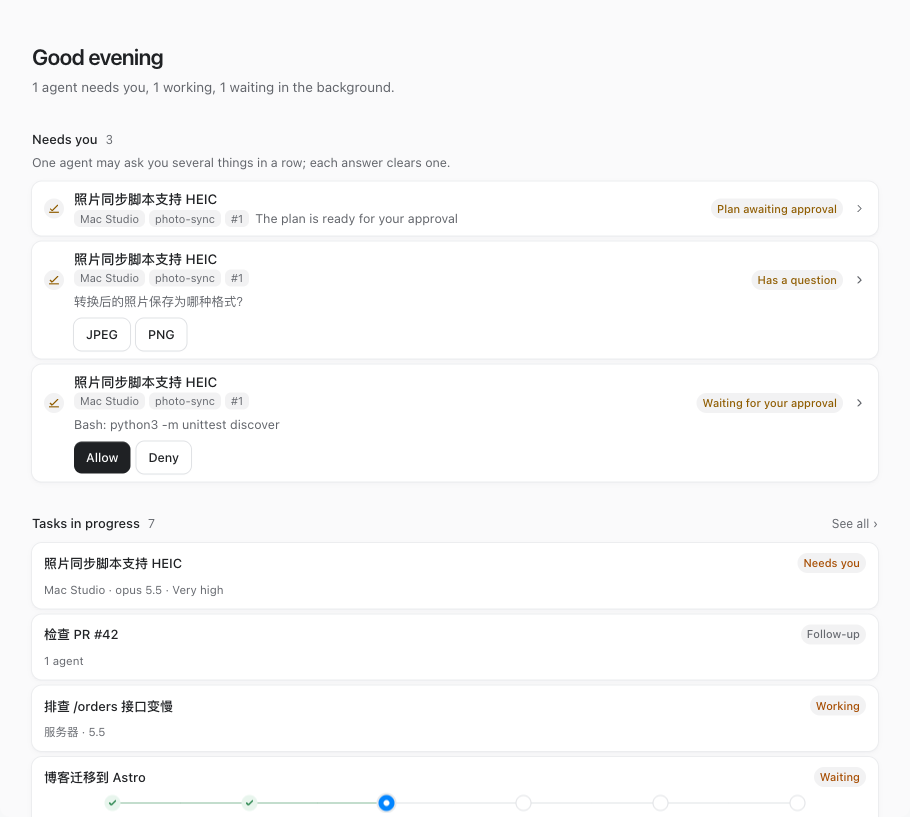 Good evening
1 agent needs you, 1 working, 1 waiting in the background.
Needs you 3
One agent may ask you several things in a row; each answer clears one.
照片同步脚本支持 HEIC
Mac Studio photo-sync #1 The plan is ready for your approval
Plan awaiting approval
照片同步脚本支持 HEIC
Mac Studio photo-sync #1
Has a question
转换后的照片保存为哪种格式?
JPEG PNG
照片同步脚本支持 HEIC
Mac Studio photo-sync #1
Waiting for your approval
Bash: python3 -m unittest discover
Allow Deny
Tasks in progress 7
See all ›
照片同步脚本支持 HEIC
Needs you
Mac Studio · opus 5.5 · Very high
检查 PR #42
Follow-up
1 agent
排查 /orders 接口变慢
Working
服务器 · 5.5
博客迁移到 Astro
Waiting